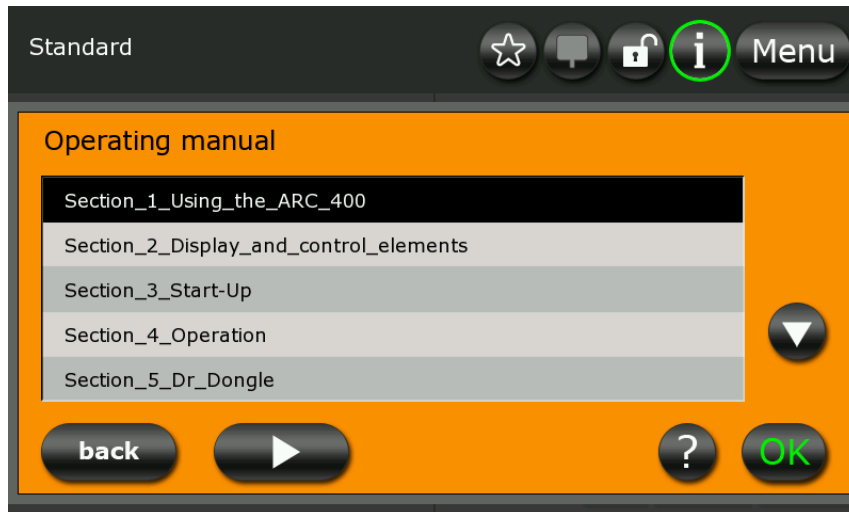 Standard
i
Menu
Operating manual
Section_1_Using_the_ARC_400
Section_2_Display_and_control_elements
Section_3_Start-Up
Section_4_Operation
Section_5_Dr_Dongle
back
?
OK